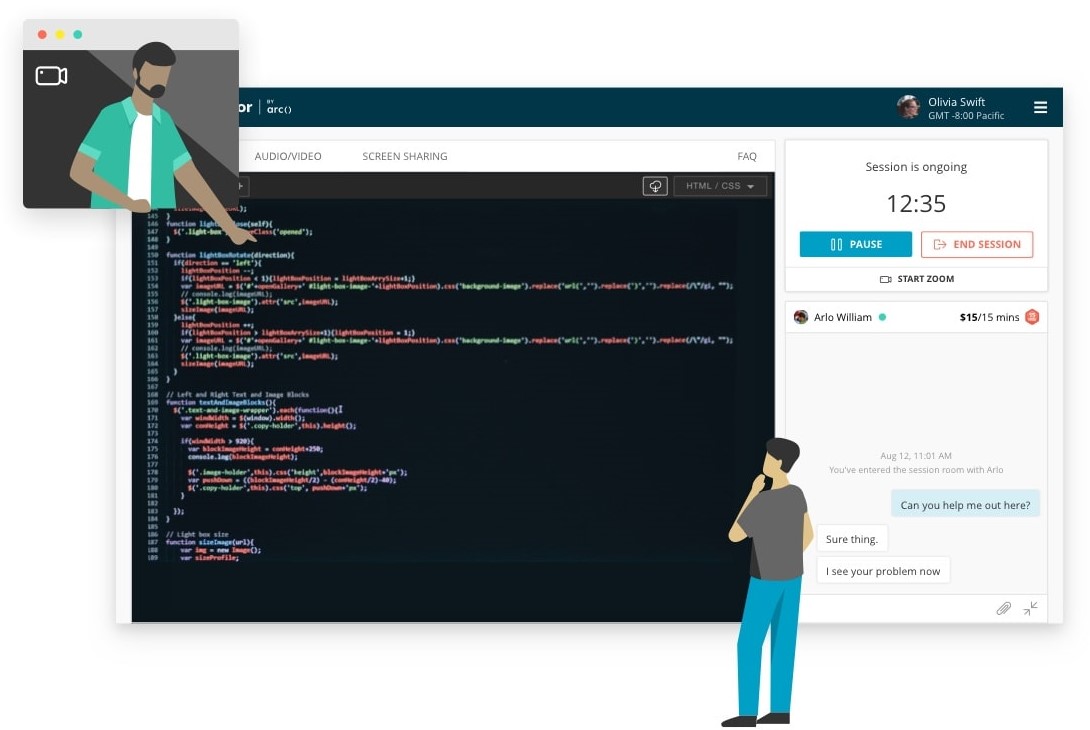 or | BY arc()
Olivia Swift
GMT -8:00 Pacific
AUDIO/VIDEO SCREEN SHARING FAQ
HTML / CSS
145 }
146 function
147 $('.light- 'opened');
148 }
149
150 function lightBoxRotate(direction){
151 if(direction == 'left'){
152 lightBoxPosition --;
153 if(lightBoxPosition < 1){lightBoxPosition = lightBoxArrySize+1;}
154 var imageURL = $('#'+openGallery+' #light-box-image-'+lightBoxPosition).css('background-image').replace('url(','').replace(')','').replace(/\"/gi, "");
155 // console.log(imageURL);
156 $('.light-box-image').attr('src',imageURL);
157 sizeImage(imageURL);
158 }else{
159 lightBoxPosition ++;
160 if(lightBoxPosition > lightBoxArrySize+1){lightBoxPosition = 1;}
161 var imageURL = $('#'+openGallery+' #light-box-image-'+lightBoxPosition).css('background-image').replace('url(','').replace(')','').replace(/\"/gi, "");
162 // console.log(imageURL);
163 $('.light-box-image').attr('src',imageURL);
164 sizeImage(imageURL);
165 }
166 }
167
168 // Left and Right Text and Image Blocks
169 function textAndImageBlocks(){
170 $('.text-and-image-wrapper').each(function(){
171 var windWidth = $(window).width();
172 var conHeight = $('.copy-holder',this).height();
173
174 if(windWidth > 920){
175 var blockImageHeight = conHeight+250;
176 console.log(blockImageHeight);
177
178 $('.image-holder',this).css('height',blockImageHeight+'px');
179 var pushDown = ((blockImageHeight/2) - (conHeight/2)-40);
180 $('.copy-holder',this).css('top', pushDown+'px');
181 }
182
183 });
184 }
185
186 // Light box size
187 function sizeImage(url){
188 var img = new Image();
189 var sizeProfile;
Session is ongoing
12:35
PAUSE END SESSION
START ZOOM
Arlo William $15/15 mins
Aug 12, 11:01 AM
You've entered the session room with Arlo
Can you help me out here?
Sure thing.
I see your problem now